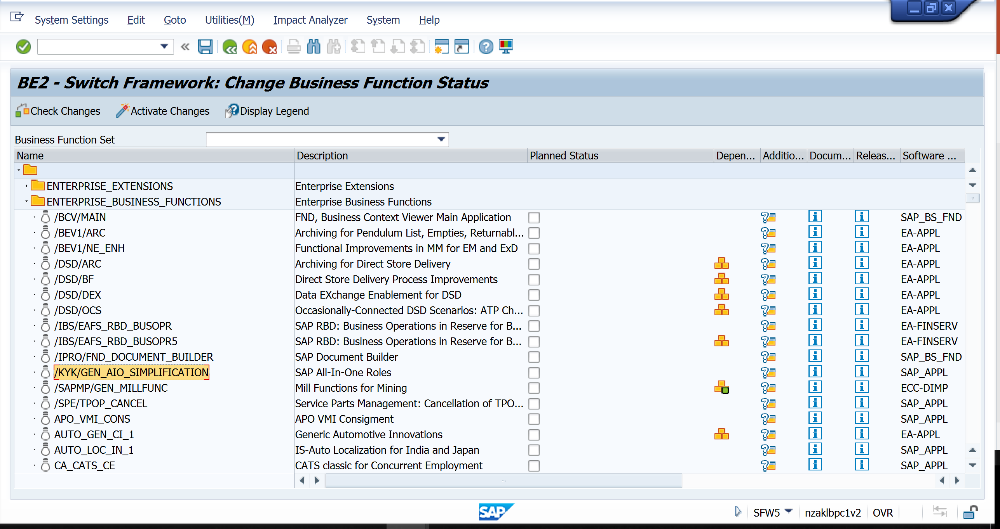 System Settings Edit Goto Utilities(M) Impact Analyzer System Help
BE2 - Switch Framework: Change Business Function Status
Check Changes Activate Changes Display Legend
Business Function Set
Name Description Planned Status Depen... Additio... Docum... Releas... Software ...
ENTERPRISE_EXTENSIONS Enterprise Extensions
ENTERPRISE_BUSINESS_FUNCTIONS Enterprise Business Functions
/BCV/MAIN FND, Business Context Viewer Main Application SAP_BS_FND
/BEV1/ARC Archiving for Pendulum List, Empties, Returnabl... EA-APPL
/BEV1/NE_ENH Functional Improvements in MM for EM and ExD EA-APPL
/DSD/ARC Archiving for Direct Store Delivery EA-APPL
/DSD/BF Direct Store Delivery Process Improvements EA-APPL
/DSD/DEX Data EXchange Enablement for DSD EA-APPL
/DSD/OCS Occasionally-Connected DSD Scenarios: ATP Ch... EA-APPL
/IBS/EAFS_RBD_BUSOPR SAP RBD: Business Operations in Reserve for B... EA-FINSERV
/IBS/EAFS_RBD_BUSOPR5 SAP RBD: Business Operations in Reserve for B... EA-FINSERV
/IPRO/FND_DOCUMENT_BUILDER SAP Document Builder SAP_BS_FND
/KYK/GEN_AIO_SIMPLIFICATION SAP All-In-One Roles SAP_APPL
/SAPMP/GEN_MILLFUNC Mill Functions for Mining ECC-DIMP
/SPE/TPOP_CANCEL Service Parts Management: Cancellation of TPO... SAP_APPL
APO_VMI_CONS APO VMI Consigment SAP_APPL
AUTO_GEN_CI_1 Generic Automotive Innovations EA-APPL
AUTO_LOC_IN_1 IS-Auto Localization for India and Japan SAP_APPL
CA_CATS_CE CATS classic for Concurrent Employment SAP_APPL
SAP SFW5 nzaklbpc1v2 OVR